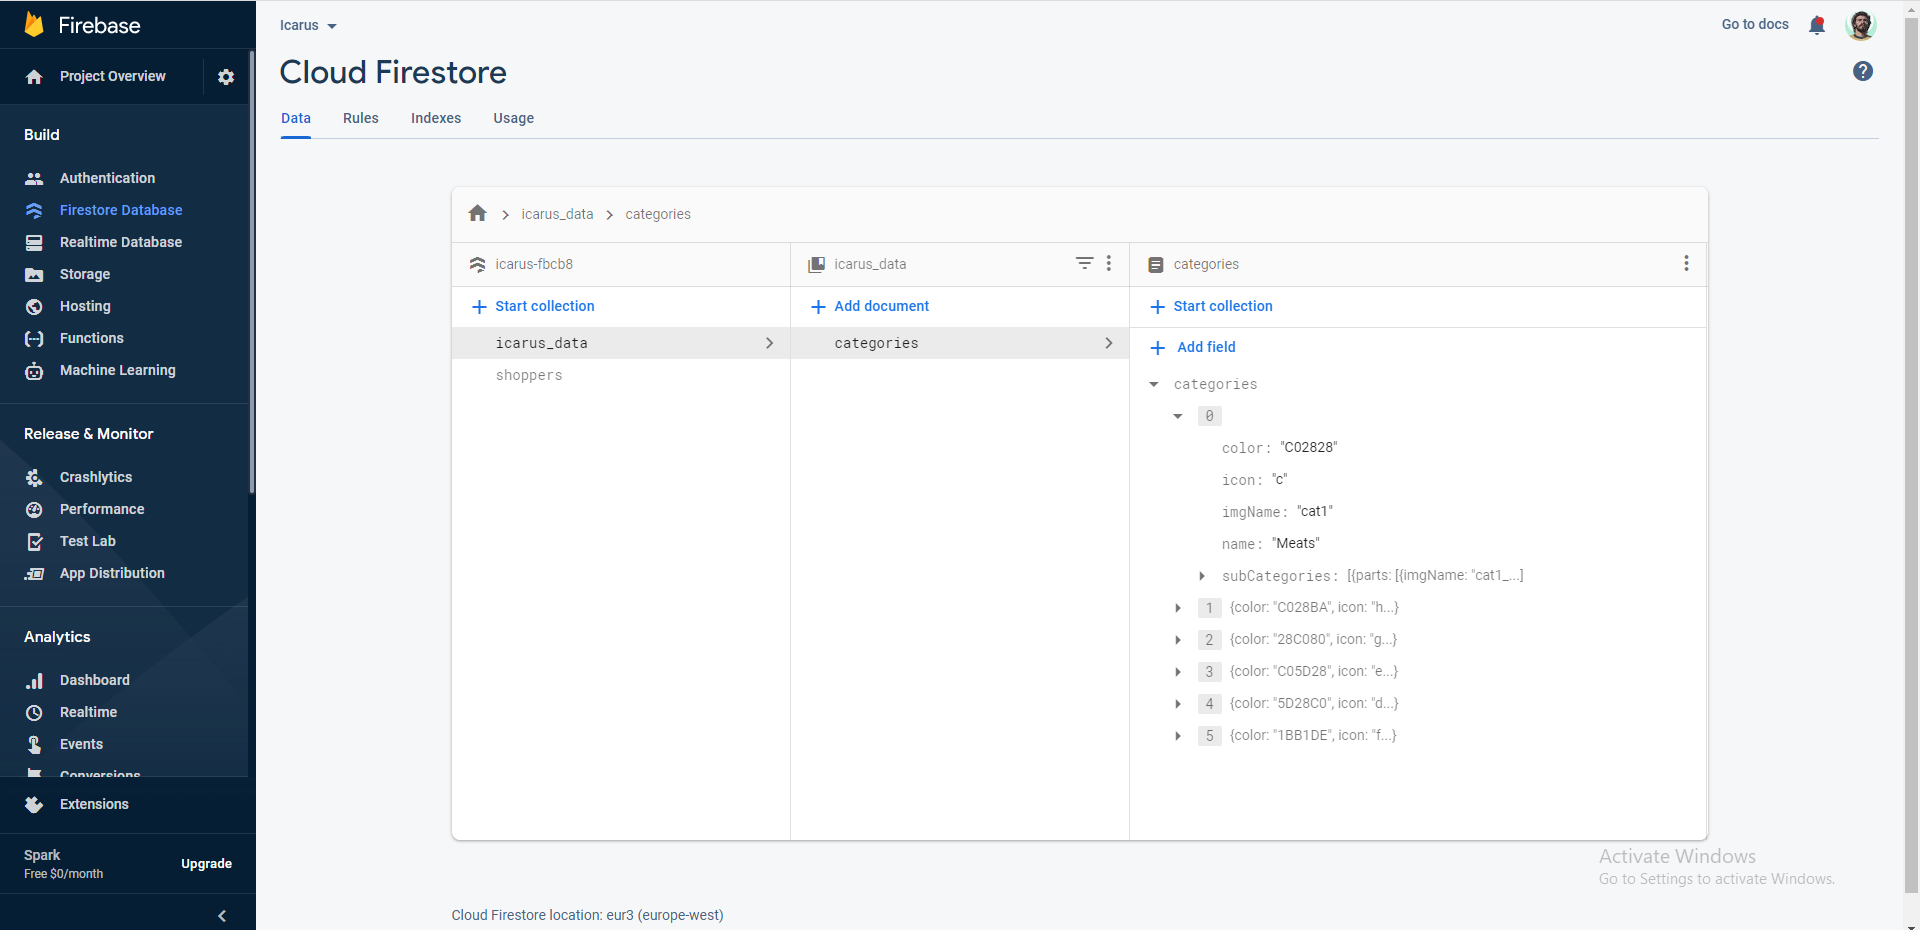 Firebase
Project Overview
Build
Authentication
Firestore Database
Realtime Database
Storage
Hosting
Functions
Machine Learning
Release & Monitor
Crashlytics
Performance
Test Lab
App Distribution
Analytics
Dashboard
Realtime
Events
Conversions
Extensions
Spark
Free $0/month
Upgrade
Icarus
Go to docs
Cloud Firestore
Data Rules Indexes Usage
icarus_data categories
icarus-fbcb8
Start collection
icarus_data
shoppers
icarus_data
Add document
categories
categories
Start collection
Add field
categories
0
color: "C02828"
icon: "c"
imgName: "cat1"
name: "Meats"
subCategories: [{parts: [{imgName: "cat1_...]
1 {color: "C028BA", icon: "h...}
2 {color: "28C080", icon: "g...}
3 {color: "C05D28", icon: "e...}
4 {color: "5D28C0", icon: "d...}
5 {color: "1BB1DE", icon: "f...}
Activate Windows
Go to Settings to activate Windows.
Cloud Firestore location: eur3 (europe-west)